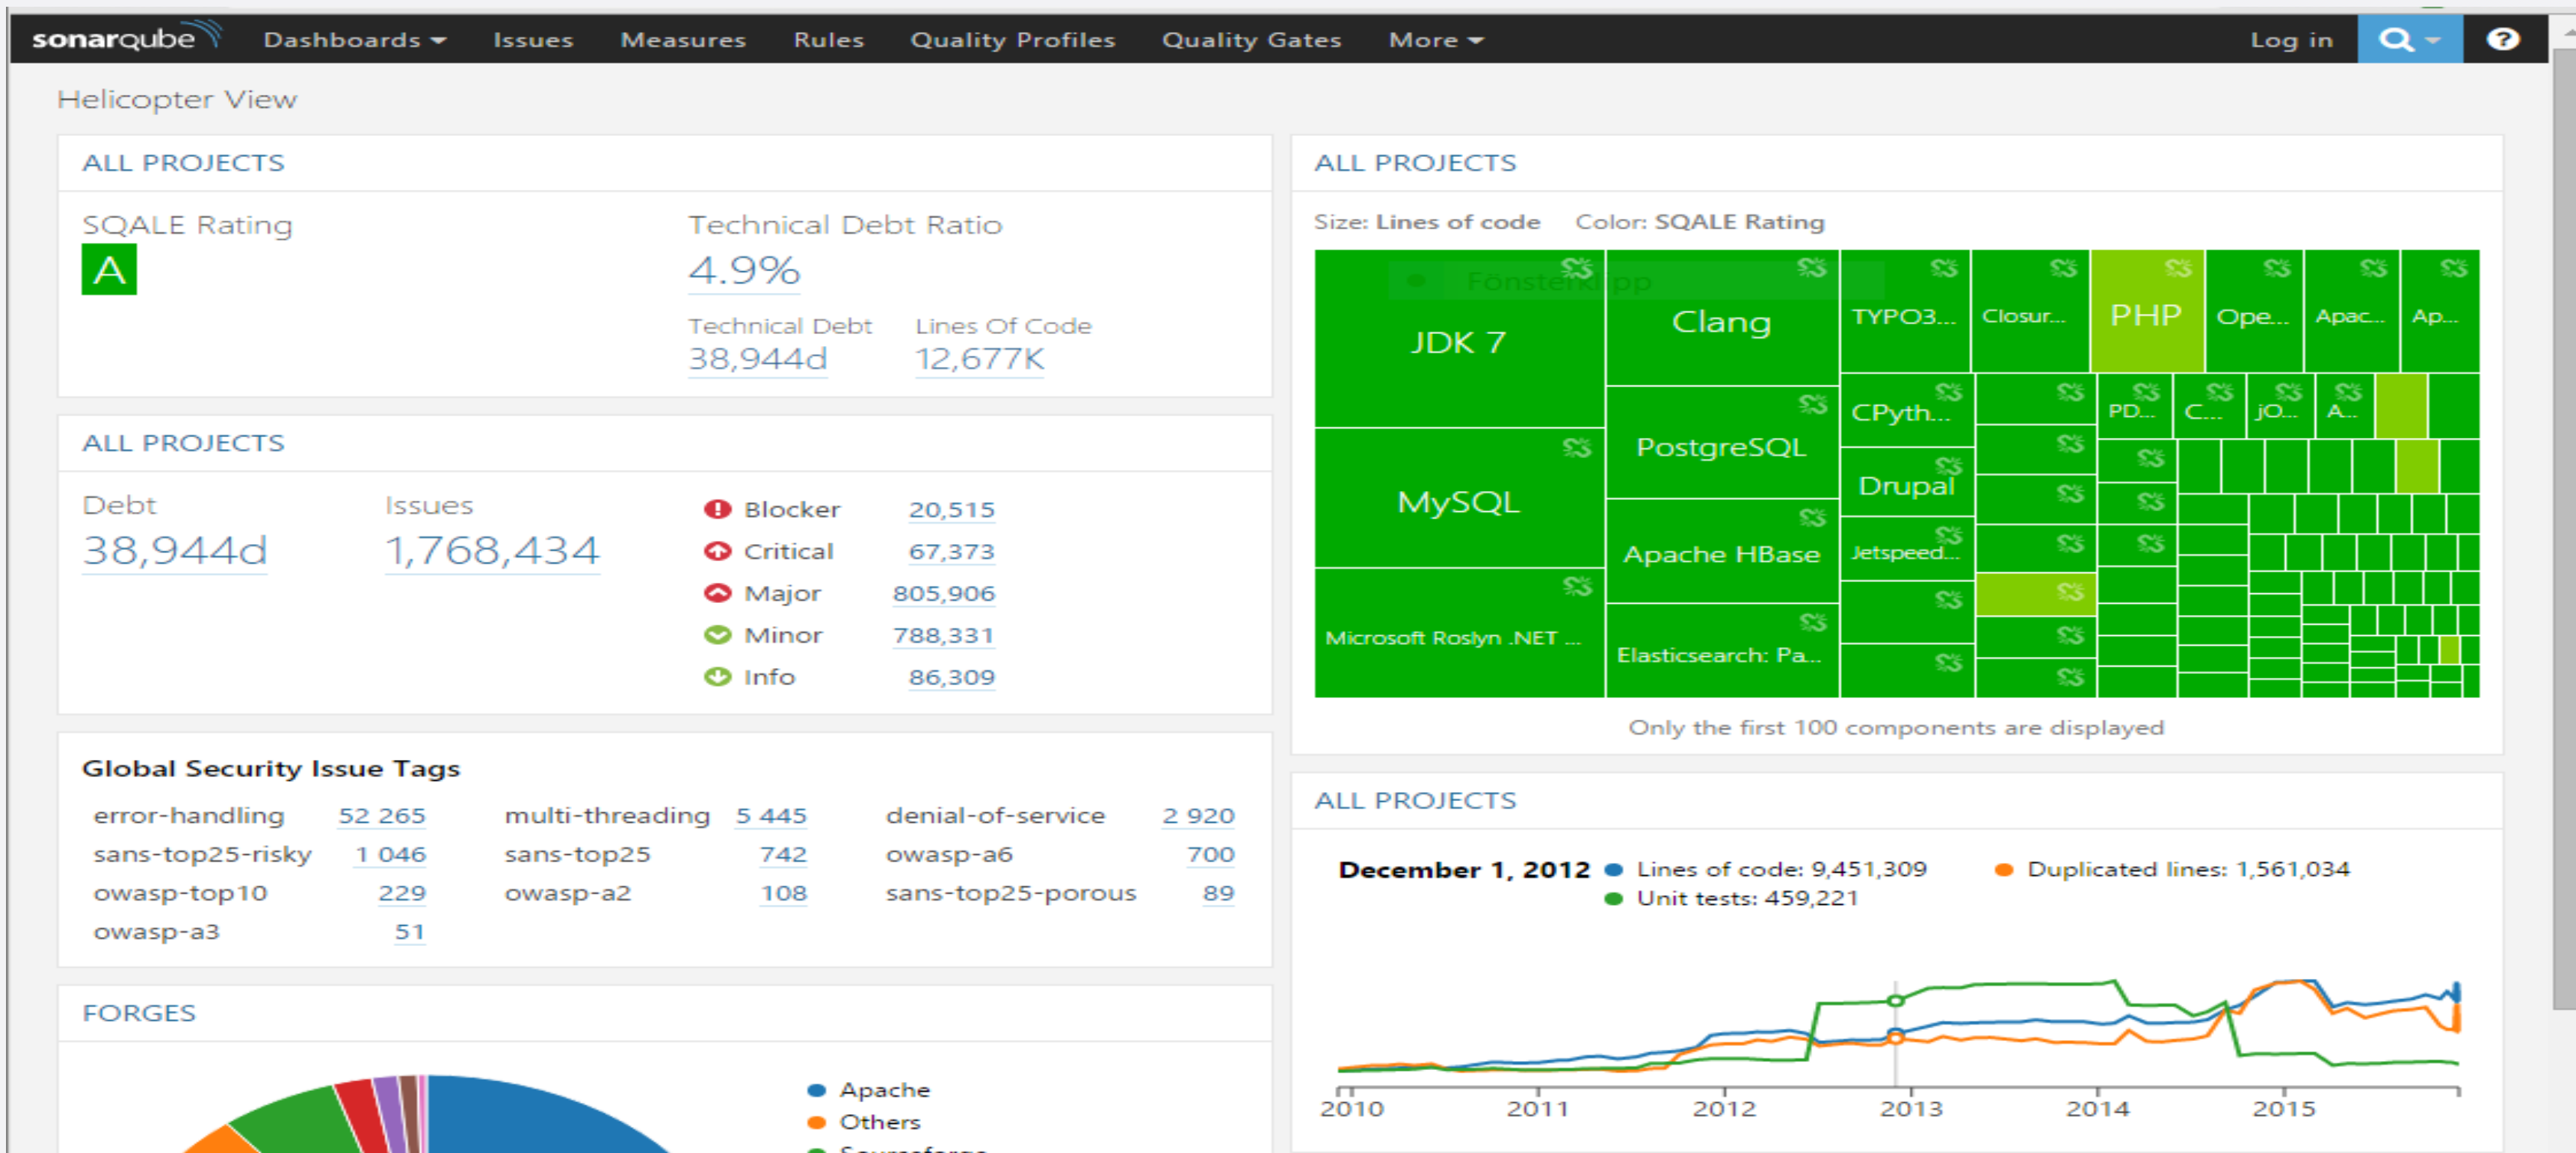 sonarqube Dashboards Issues Measures Rules Quality Profiles Quality Gates More Log in ?
Helicopter View
ALL PROJECTS
SQALE Rating
A
Technical Debt Ratio
4.9%
Technical Debt Lines Of Code
38,944d 12,677K
ALL PROJECTS
Debt Issues
38,944d 1,768,434
Blocker 20,515
Critical 67,373
Major 805,906
Minor 788,331
Info 86,309
Global Security Issue Tags
error-handling 52 265 multi-threading 5 445 denial-of-service 2 920
sans-top25-risky 1 046 sans-top25 742 owasp-a6 700
owasp-top10 229 owasp-a2 108 sans-top25-porous 89
owasp-a3 51
FORGES
Apache
Others
Sourceforge
ALL PROJECTS
Size: Lines of code Color: SQALE Rating
Fönsterklipp
JDK 7
MySQL
Microsoft Roslyn .NET ...
Clang
PostgreSQL
Apache HBase
Elasticsearch: Pa...
TYPO3... Closur... PHP Ope... Apac... Ap...
CPyth...
Drupal
Jetspeed...
PD... C... jO... A...
Only the first 100 components are displayed
ALL PROJECTS
December 1, 2012 Lines of code: 9,451,309 Duplicated lines: 1,561,034
Unit tests: 459,221
2010 2011 2012 2013 2014 2015